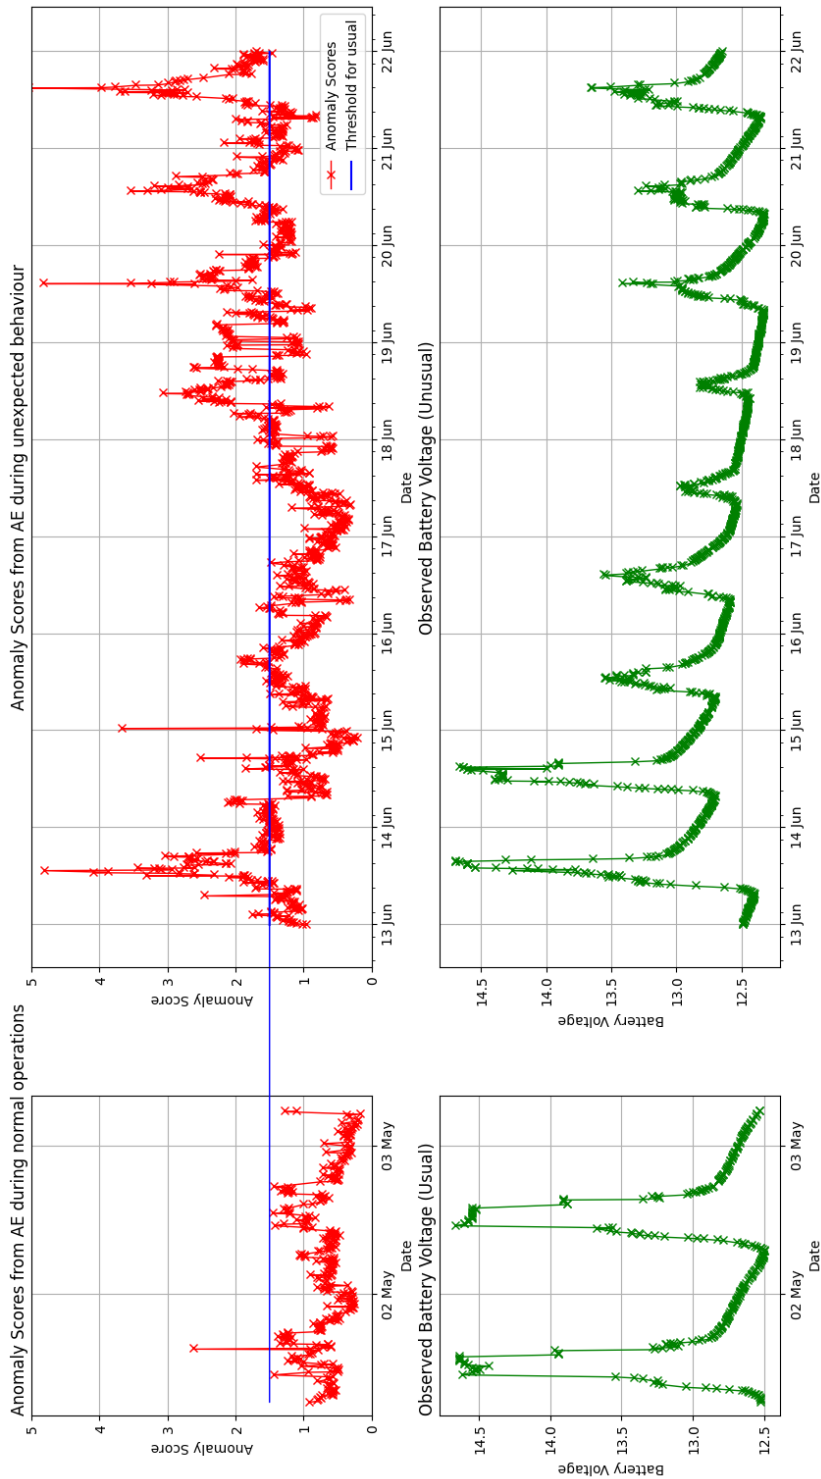 Anomaly Scores from AE during normal operations
5
4
3
2
1
0
Anomaly Score
02 May
03 May
Date
Anomaly Scores from AE during unexpected behaviour
5
4
3
2
1
0
Anomaly Score
Anomaly Scores
Threshold for usual
13 Jun
14 Jun
15 Jun
16 Jun
17 Jun
18 Jun
19 Jun
20 Jun
21 Jun
22 Jun
Date
Observed Battery Voltage (Usual)
14.5
14.0
13.5
13.0
12.5
Battery Voltage
02 May
03 May
Date
Observed Battery Voltage (Unusual)
14.5
14.0
13.5
13.0
12.5
Battery Voltage
13 Jun
14 Jun
15 Jun
16 Jun
17 Jun
18 Jun
19 Jun
20 Jun
21 Jun
22 Jun
Date